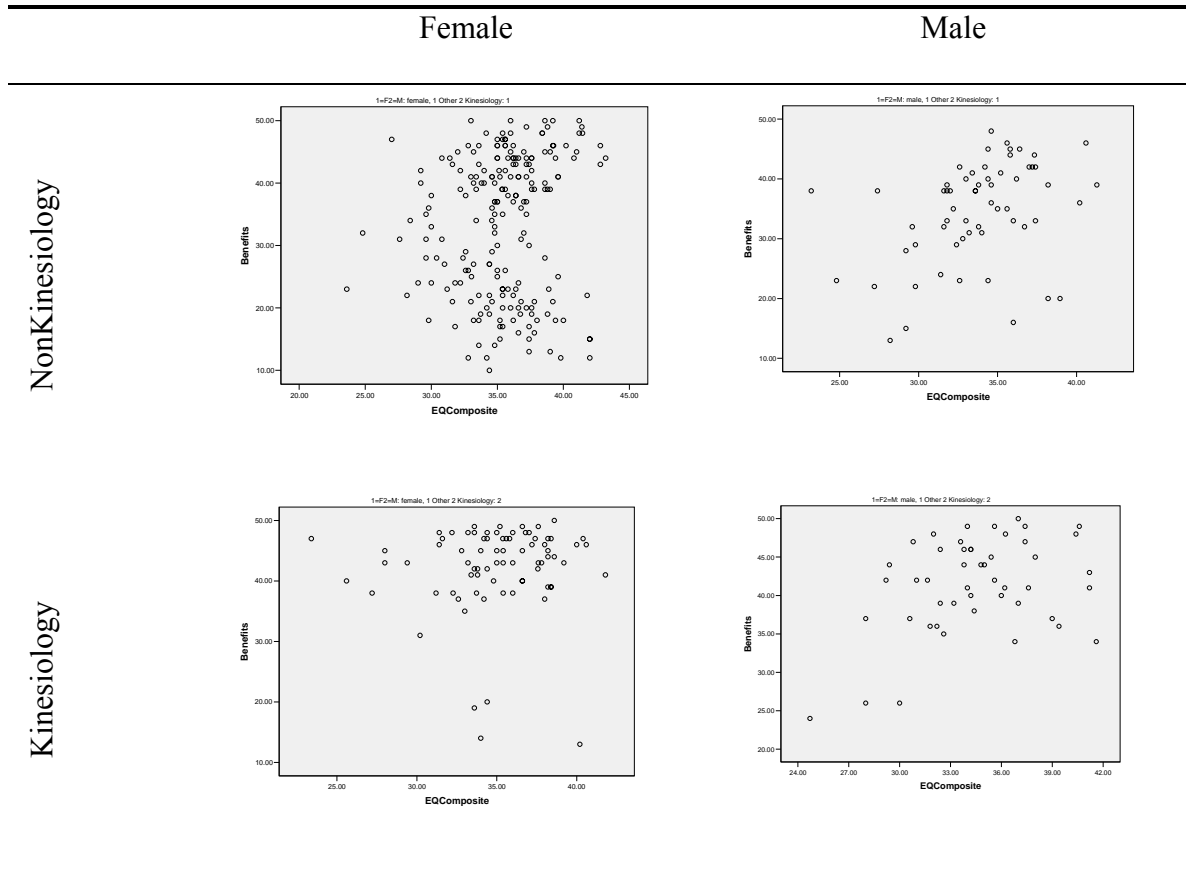 Female Male
NonKinesiology
1=F2=M: female, 1 Other 2 Kinesiology: 1
50.00
40.00
30.00
20.00
10.00
Benefits
20.00 25.00 30.00 35.00 40.00 45.00
EQComposite
1=F2=M: male, 1 Other 2 Kinesiology: 1
50.00
40.00
30.00
20.00
10.00
Benefits
25.00 30.00 35.00 40.00
EQComposite
Kinesiology
1=F2=M: female, 1 Other 2 Kinesiology: 2
50.00
40.00
30.00
20.00
10.00
Benefits
25.00 30.00 35.00 40.00
EQComposite
1=F2=M: male, 1 Other 2 Kinesiology: 2
50.00
45.00
40.00
35.00
30.00
25.00
20.00
Benefits
24.00 27.00 30.00 33.00 36.00 39.00 42.00
EQComposite